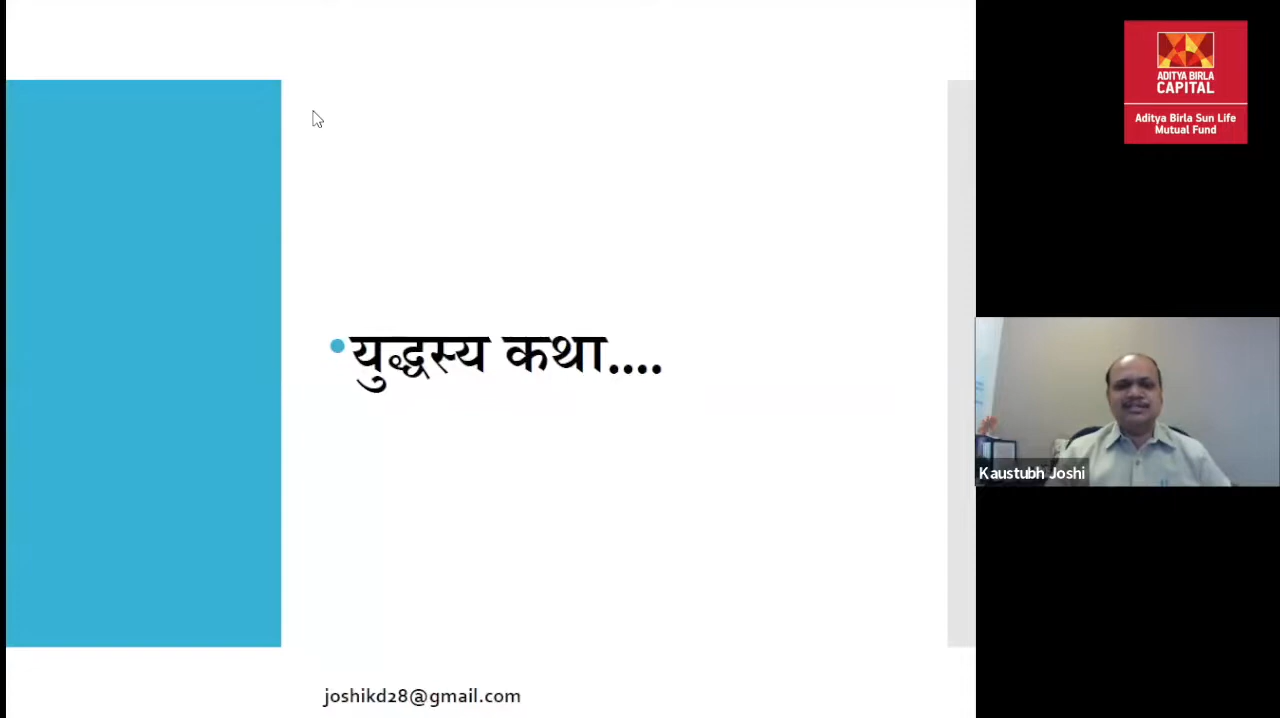 युद्धस्य कथा....
joshikd28@gmail.com
ADITYA BIRLA
CAPITAL
Aditya Birla Sun Life
Mutual Fund
Kaustubh Joshi